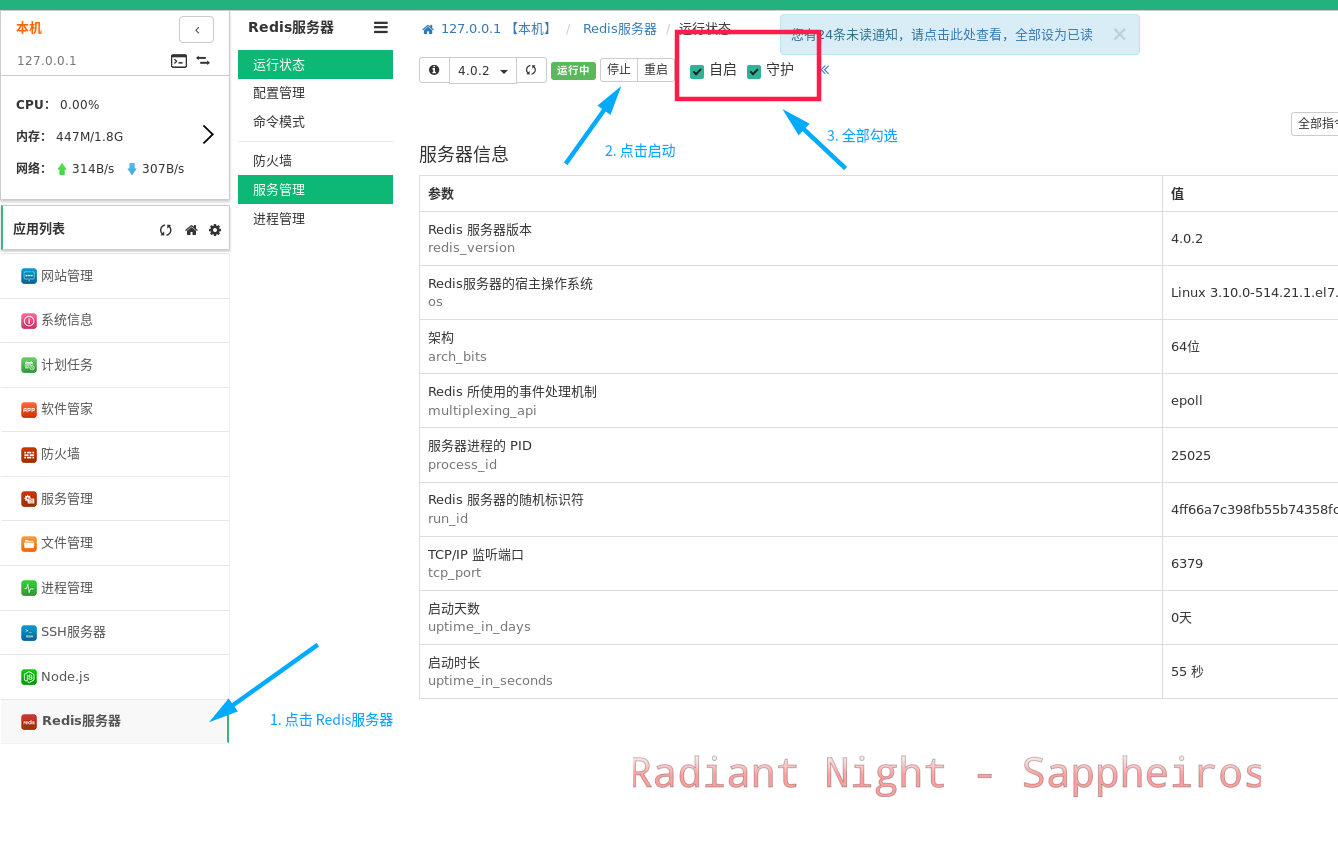 本机
127.0.0.1
CPU： 0.00%
内存： 447M/1.8G
网络： 314B/s 307B/s
应用列表
网站管理
系统信息
计划任务
软件管家
防火墙
服务管理
文件管理
进程管理
SSH服务器
Node.js
Redis服务器
Redis服务器
运行状态
配置管理
命令模式
防火墙
服务管理
进程管理
127.0.0.1 【本机】 / Redis服务器 / 运行状态
您有24条未读通知，请点击此处查看，全部设为已读
4.0.2 运行中 停止 重启 自启 守护
3. 全部勾选
2. 点击启动
全部指令
服务器信息
参数 值
Redis 服务器版本
redis_version
4.0.2
Redis服务器的宿主操作系统
os
Linux 3.10.0-514.21.1.el7.
架构
arch_bits
64位
Redis 所使用的事件处理机制
multiplexing_api
epoll
服务器进程的 PID
process_id
25025
Redis 服务器的随机标识符
run_id
4ff66a7c398fb55b74358fc
TCP/IP 监听端口
tcp_port
6379
启动天数
uptime_in_days
0天
启动时长
uptime_in_seconds
55 秒
1. 点击 Redis服务器
Radiant Night - Sappheiros